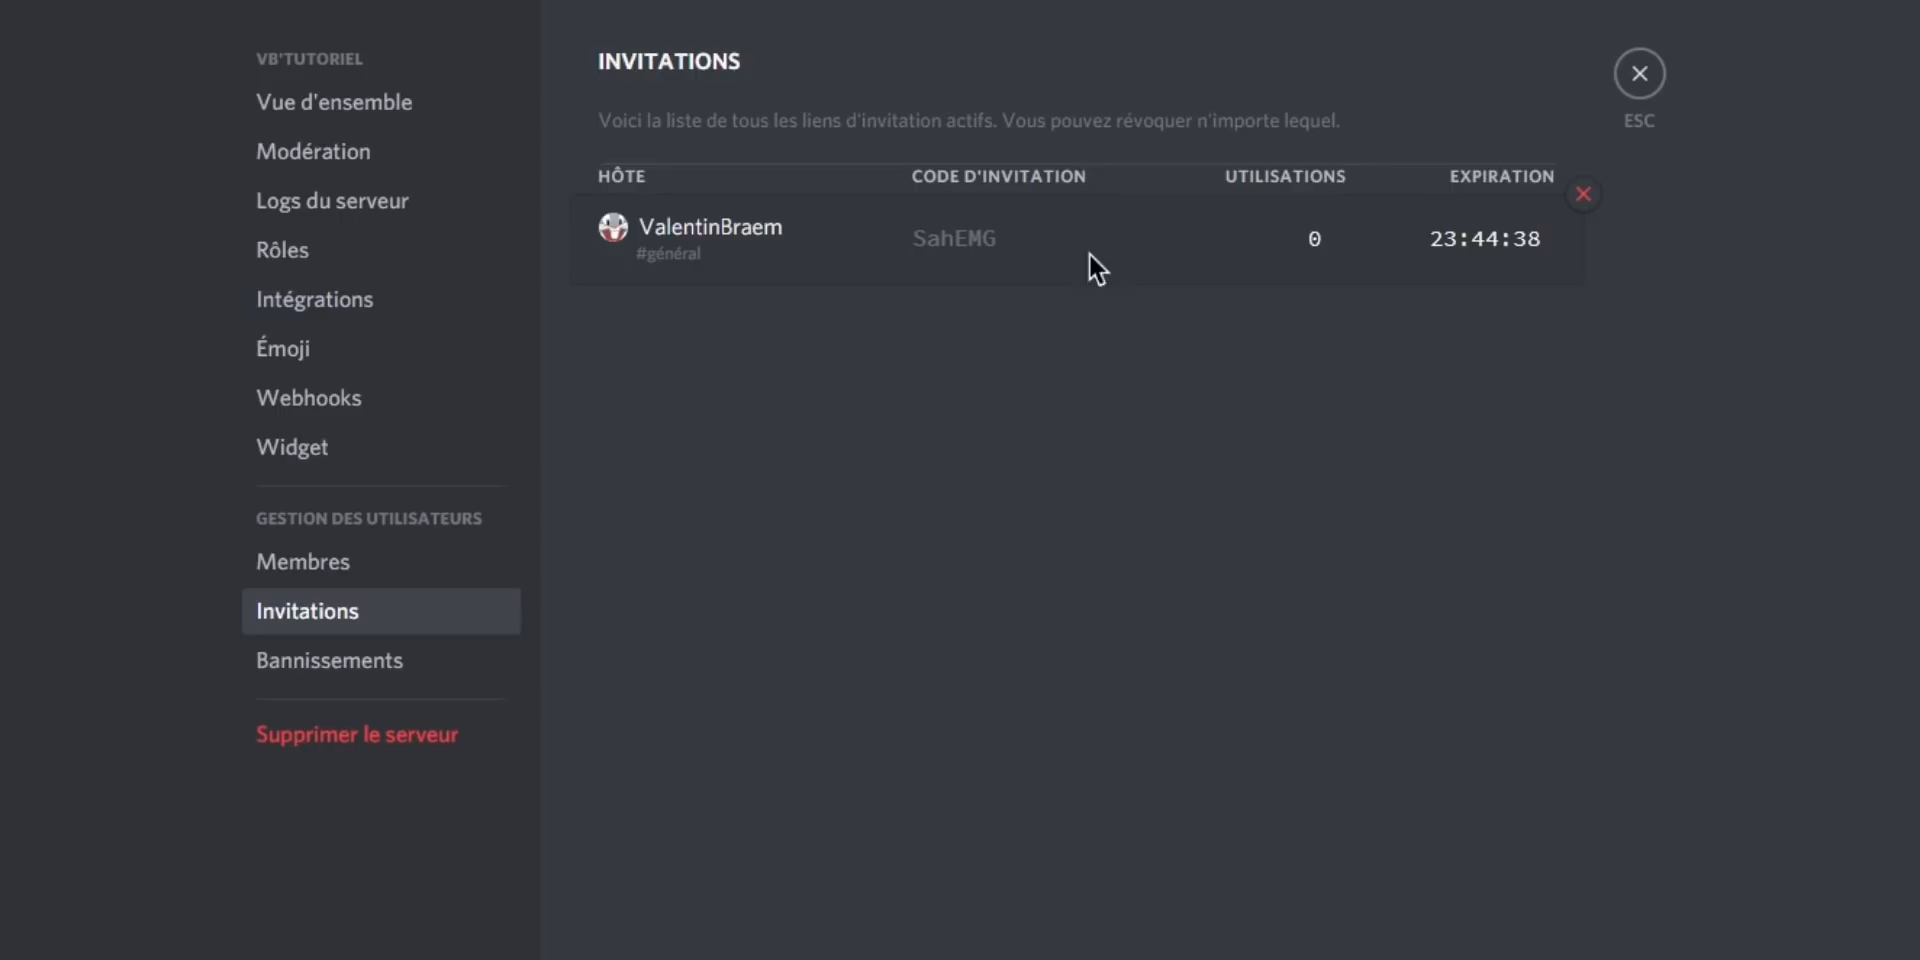 VB'TUTORIEL
Vue d'ensemble
Modération
Logs du serveur
Rôles
Intégrations
Émoji
Webhooks
Widget
GESTION DES UTILISATEURS
Membres
Invitations
Bannissements
Supprimer le serveur
INVITATIONS
Voici la liste de tous les liens d'invitation actifs. Vous pouvez révoquer n'importe lequel.
HÔTE CODE D'INVITATION UTILISATIONS EXPIRATION
ValentinBraem SahEMG 0 23:44:38
#général
ESC